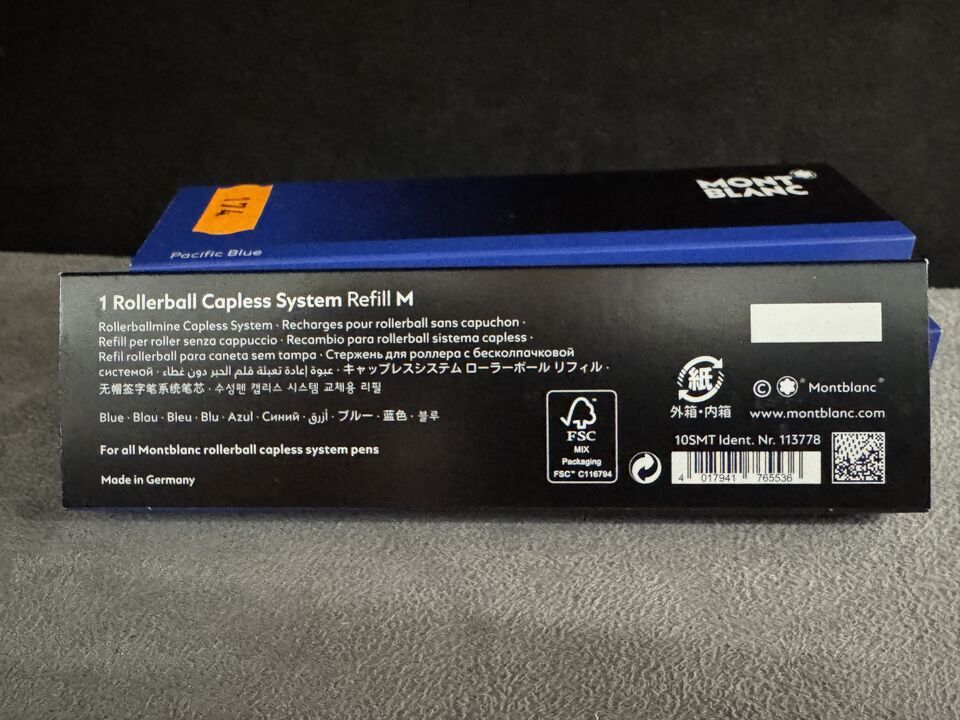 174
MONT
BLANC
Pacific Blue
1 Rollerball Capless System Refill M
Rollerballmine Capless System · Recharges pour rollerball sans capuchon ·
Refill per roller senza cappuccio · Recambio para rollerball sistema capless ·
Refil rollerball para caneta sem tampa · Стержень для роллера с бесколпачковой
системой · عبوة إعادة تعبئة قلم الحبر دون غطاء · キャップレスシステム ローラーボール リフィル ·
无帽签字笔系统笔芯 · 수성펜 캡리스 시스템 교체용 리필
Blue · Blau · Bleu · Blu · Azul · Синий · أزرق · ブルー · 蓝色 · 블루
For all Montblanc rollerball capless system pens
Made in Germany
FSC
MIX
Packaging
FSC™ C116794
紙
外箱・内箱
© Montblanc®
www.montblanc.com
10SMT Ident. Nr. 113778
4 017941 765536